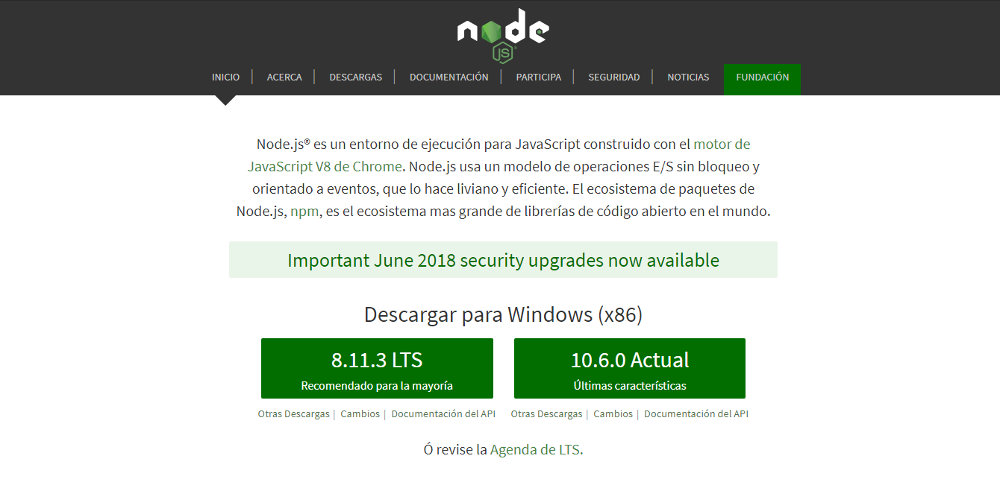 node
JS
INICIO | ACERCA | DESCARGAS | DOCUMENTACIÓN | PARTICIPA | SEGURIDAD | NOTICIAS FUNDACIÓN
Node.js® es un entorno de ejecución para JavaScript construido con el motor de
JavaScript V8 de Chrome. Node.js usa un modelo de operaciones E/S sin bloqueo y
orientado a eventos, que lo hace liviano y eficiente. El ecosistema de paquetes de
Node.js, npm, es el ecosistema mas grande de librerías de código abierto en el mundo.
Important June 2018 security upgrades now available
Descargar para Windows (x86)
8.11.3 LTS
Recomendado para la mayoría
Otras Descargas | Cambios | Documentación del API
10.6.0 Actual
Últimas características
Otras Descargas | Cambios | Documentación del API
Ó revise la Agenda de LTS.